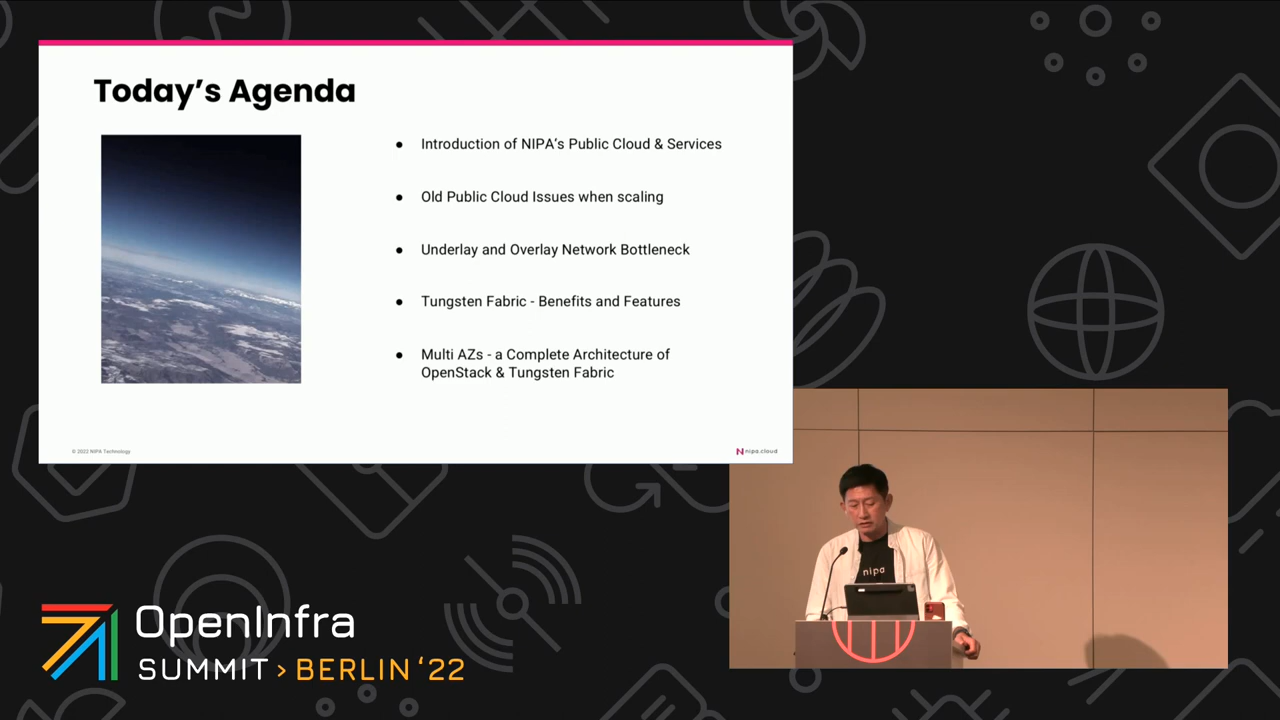 Today's Agenda
● Introduction of NIPA's Public Cloud & Services
● Old Public Cloud Issues when scaling
● Underlay and Overlay Network Bottleneck
● Tungsten Fabric - Benefits and Features
● Multi AZs - a Complete Architecture of
OpenStack & Tungsten Fabric
© 2022 NIPA Technology
N nipa.cloud
nipa
OpenInfra
SUMMIT > BERLIN '22